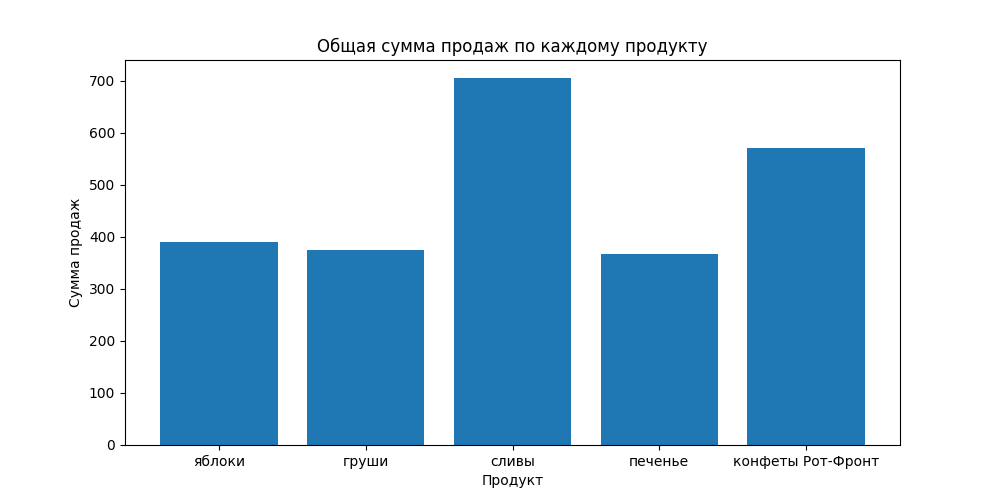 Общая сумма продаж по каждому продукту
700
600
500
400
300
200
100
0
Сумма продаж
яблоки груши сливы печенье конфеты Рот-Фронт
Продукт